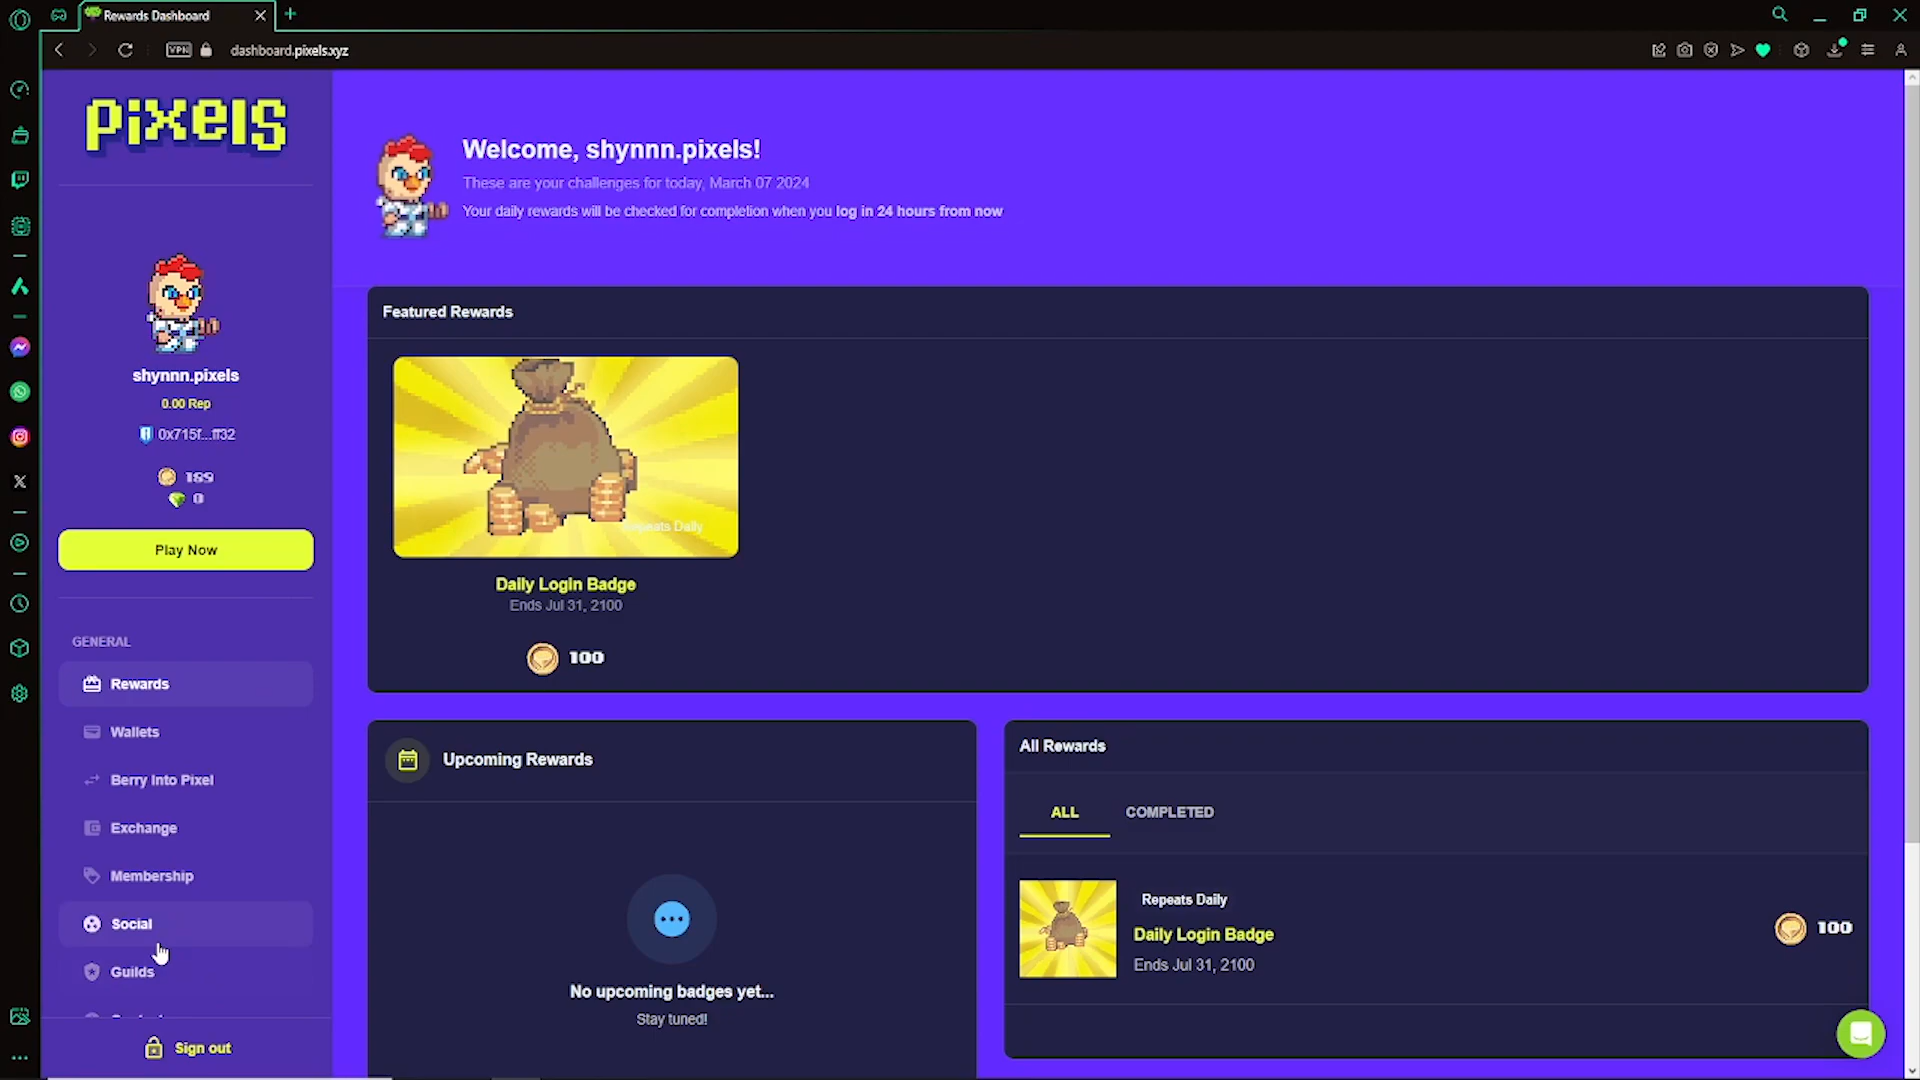 Rewards Dashboard
VPN
dashboard.pixels.xyz
pixels
shynnn.pixels
0.00 Rep
0x715f...ff32
189
0
Play Now
GENERAL
Rewards
Wallets
Berry Into Pixel
Exchange
Membership
Social
Guilds
Sign out
Welcome, shynnn.pixels!
These are your challenges for today, March 07 2024
Your daily rewards will be checked for completion when you log in 24 hours from now
Featured Rewards
Repeats Daily
Daily Login Badge
Ends Jul 31, 2100
100
Upcoming Rewards
No upcoming badges yet...
Stay tuned!
All Rewards
ALL COMPLETED
Repeats Daily
Daily Login Badge
Ends Jul 31, 2100
100